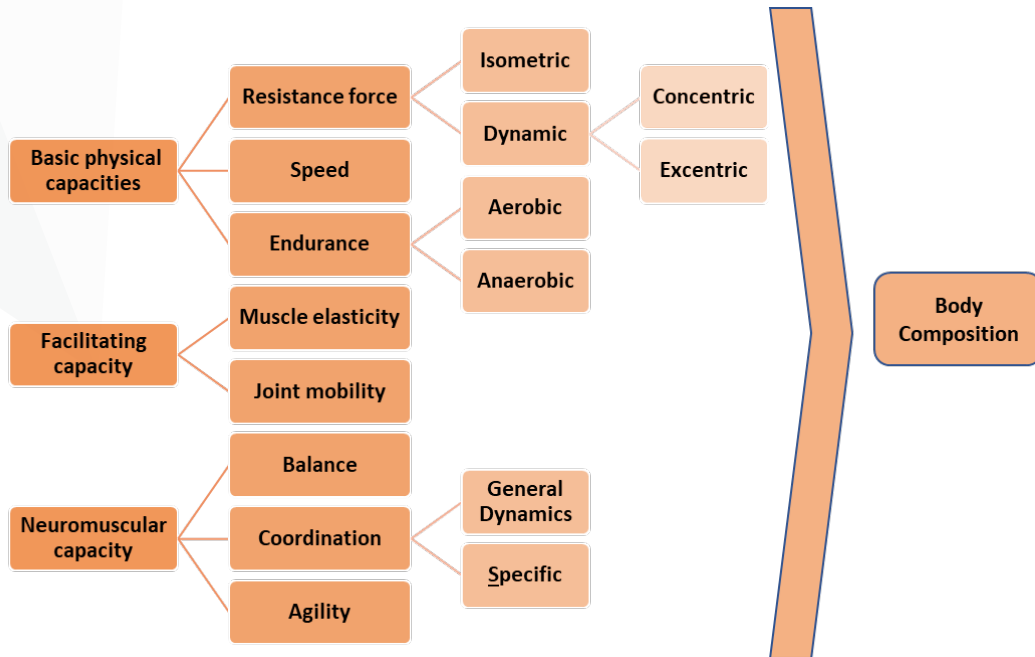 Basic physical
capacities
Resistance force
Isometric
Dynamic
Concentric
Excentric
Speed
Endurance
Aerobic
Anaerobic
Facilitating
capacity
Muscle elasticity
Joint mobility
Neuromuscular
capacity
Balance
Coordination
General
Dynamics
Specific
Agility
Body
Composition